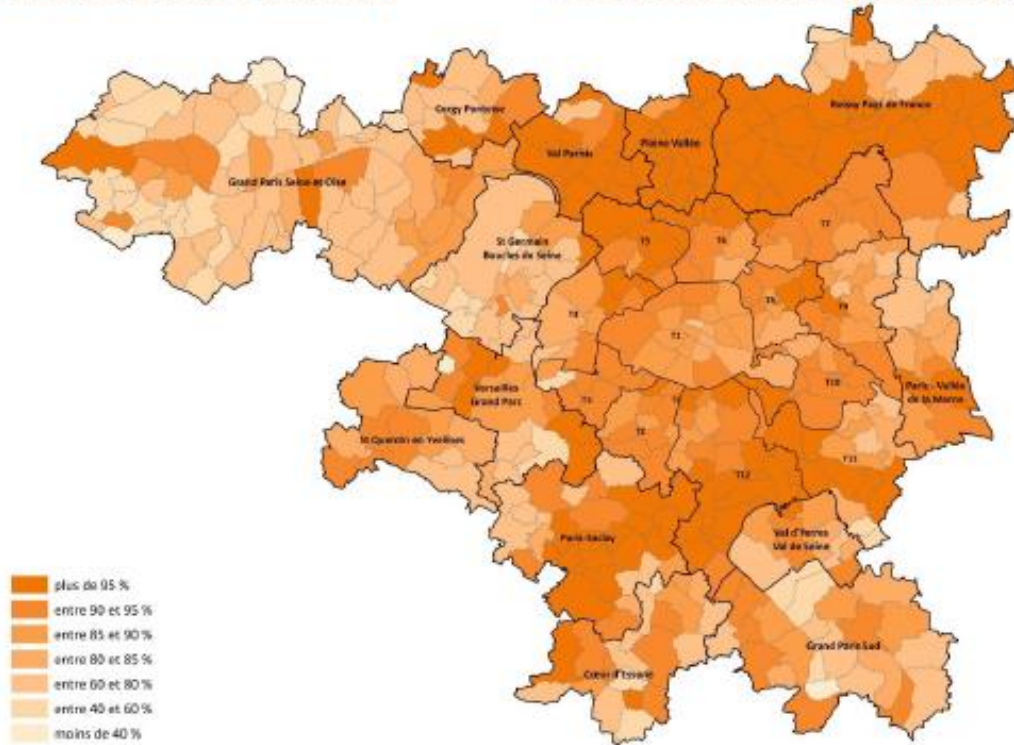 Cergy Pontoise
Roissy Pays de France
Plaine Vallée
Val Parisis
Grand Paris Seine et Oise
St Germain
Boucles de Seine
T5
T6
T7
T4
T1
T9
T10
Paris - Vallée
de la Marne
Versailles
Grand Parc
St Quentin en Yvelines
T3
T2
T11
T12
Paris-Saclay
Val d'Yerres
Val de Seine
Grand Paris Sud
Cœur d'Essonne
plus de 95 %
entre 90 et 95 %
entre 85 et 90 %
entre 80 et 85 %
entre 60 et 80 %
entre 40 et 60 %
moins de 40 %